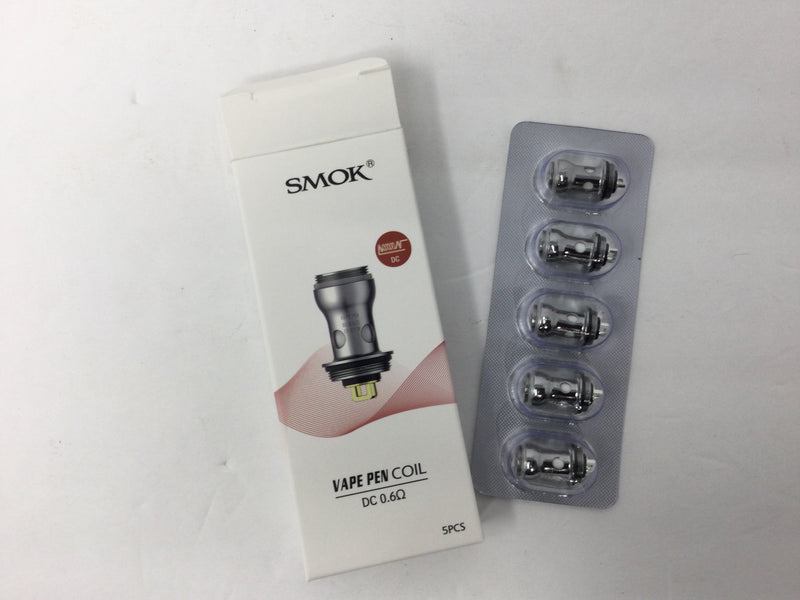 SMOK®
DC
VAPE PEN COIL
DC 0.6Ω
5PCS